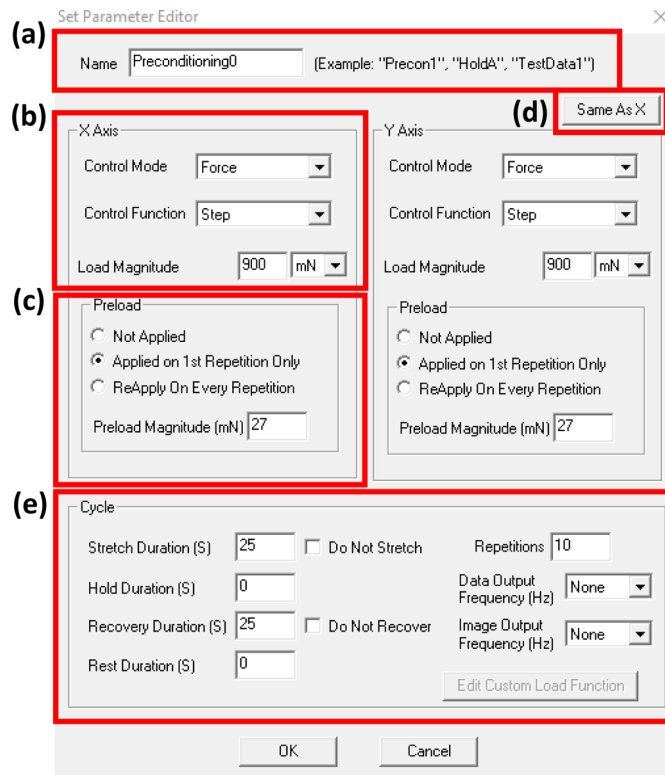 Set Parameter Editor
(a)
Name Preconditioning0 (Example: "Precon1", "HoldA", "TestData1")
(b)
(d) Same As X
X Axis
Control Mode Force
Control Function Step
Load Magnitude 900 mN
(c)
Preload
Not Applied
Applied on 1st Repetition Only
ReApply On Every Repetition
Preload Magnitude (mN) 27
Y Axis
Control Mode Force
Control Function Step
Load Magnitude 900 mN
Preload
Not Applied
Applied on 1st Repetition Only
ReApply On Every Repetition
Preload Magnitude (mN) 27
(e)
Cycle
Stretch Duration (S) 25 Do Not Stretch
Hold Duration (S) 0
Recovery Duration (S) 25 Do Not Recover
Rest Duration (S) 0
Repetitions 10
Data Output
Frequency (Hz) None
Image Output
Frequency (Hz) None
Edit Custom Load Function
OK Cancel